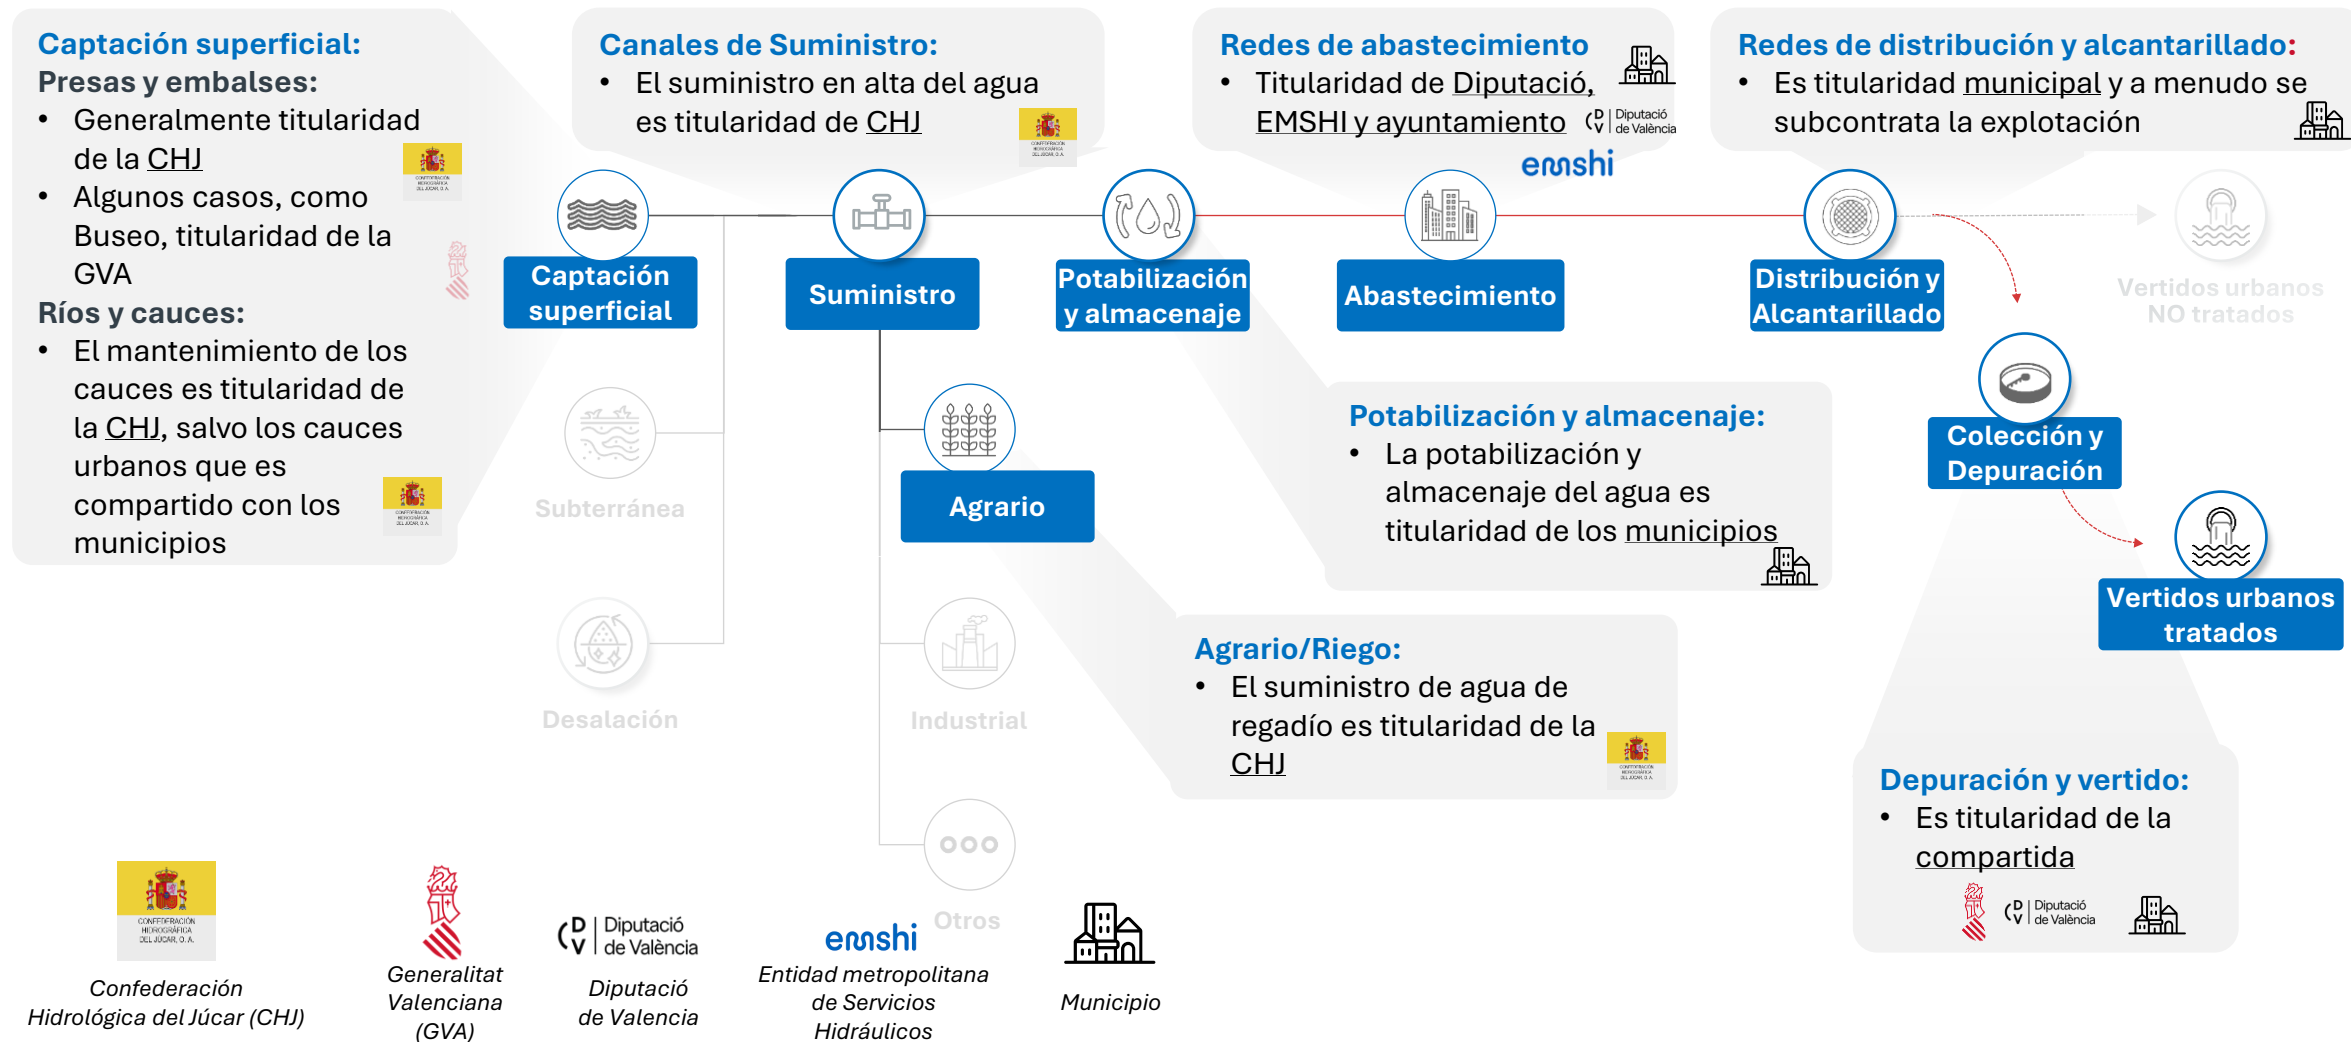 Captación superficial:
Presas y embalses:
• Generalmente titularidad
de la CHJ
• Algunos casos, como
Buseo, titularidad de la
GVA
Ríos y cauces:
• El mantenimiento de los
cauces es titularidad de
la CHJ, salvo los cauces
urbanos que es
compartido con los
municipios
Canales de Suministro:
• El suministro en alta del agua
es titularidad de CHJ
Redes de abastecimiento
• Titularidad de Diputació,
EMSHI y ayuntamiento
Diputació
de València
emshi
Redes de distribución y alcantarillado:
• Es titularidad municipal y a menudo se
subcontrata la explotación
Captación
superficial
Suministro
Potabilización
y almacenaje
Abastecimiento
Distribución y
Alcantarillado
Vertidos urbanos
NO tratados
Subterránea
Agrario
Potabilización y almacenaje:
• La potabilización y
almacenaje del agua es
titularidad de los municipios
Colección y
Depuración
Vertidos urbanos
tratados
Desalación
Industrial
Agrario/Riego:
• El suministro de agua de
regadío es titularidad de la
CHJ
Otros
Depuración y vertido:
• Es titularidad de la
compartida
Diputació
de València
CONFEDERACIÓN
HIDROGRÁFICA
DEL JÚCAR, O. A.
Confederación
Hidrológica del Júcar (CHJ)
Generalitat
Valenciana
(GVA)
Diputació
de València
Diputació
de Valencia
emshi
Entidad metropolitana
de Servicios
Hidráulicos
Municipio